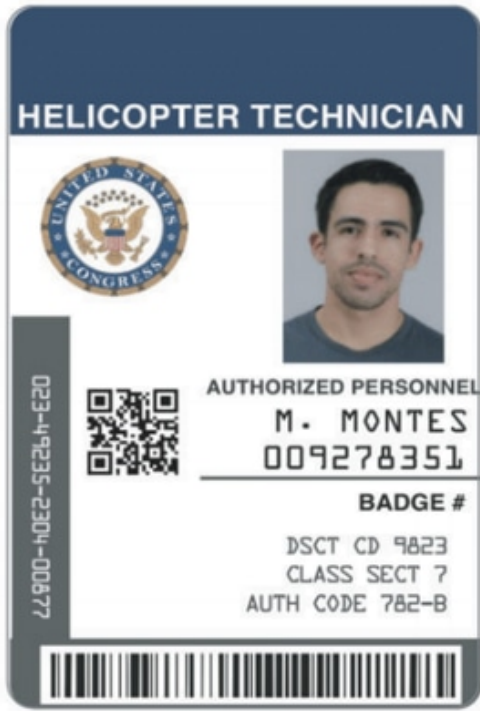 HELICOPTER TECHNICIAN
UNITED STATES
CONGRESS
AUTHORIZED PERSONNEL
M. MONTES
009278351
BADGE #
DSCT CD 9823
CLASS SECT 7
AUTH CODE 782-B
023-449235-2304-00677